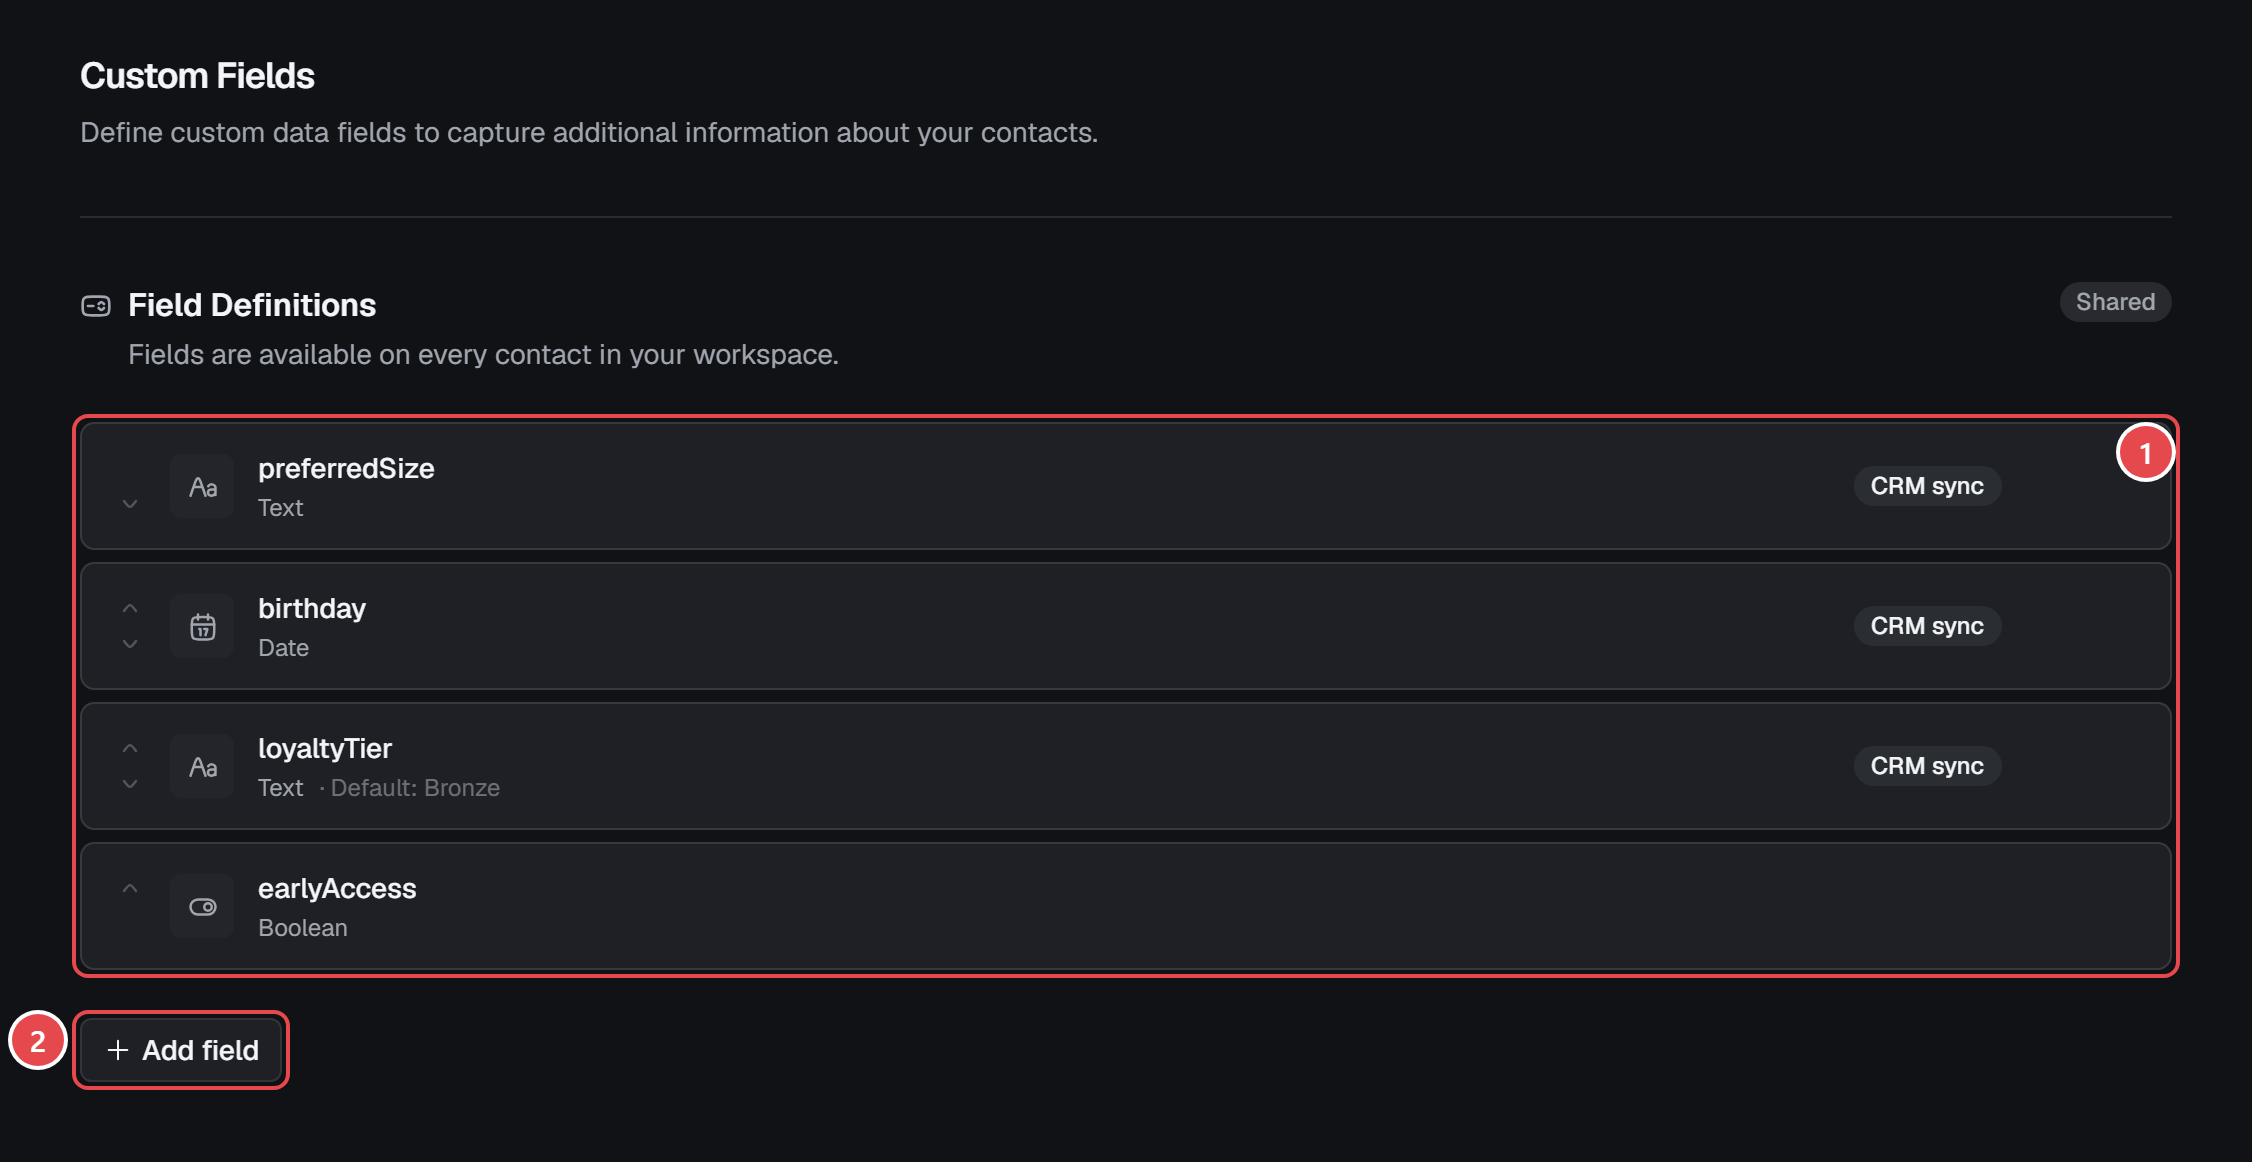 Custom Fields
Define custom data fields to capture additional information about your contacts.
Field Definitions
Shared
Fields are available on every contact in your workspace.
1
Aa
preferredSize
Text
CRM sync
17
birthday
Date
CRM sync
Aa
loyaltyTier
Text · Default: Bronze
CRM sync
earlyAccess
Boolean
2
+ Add field